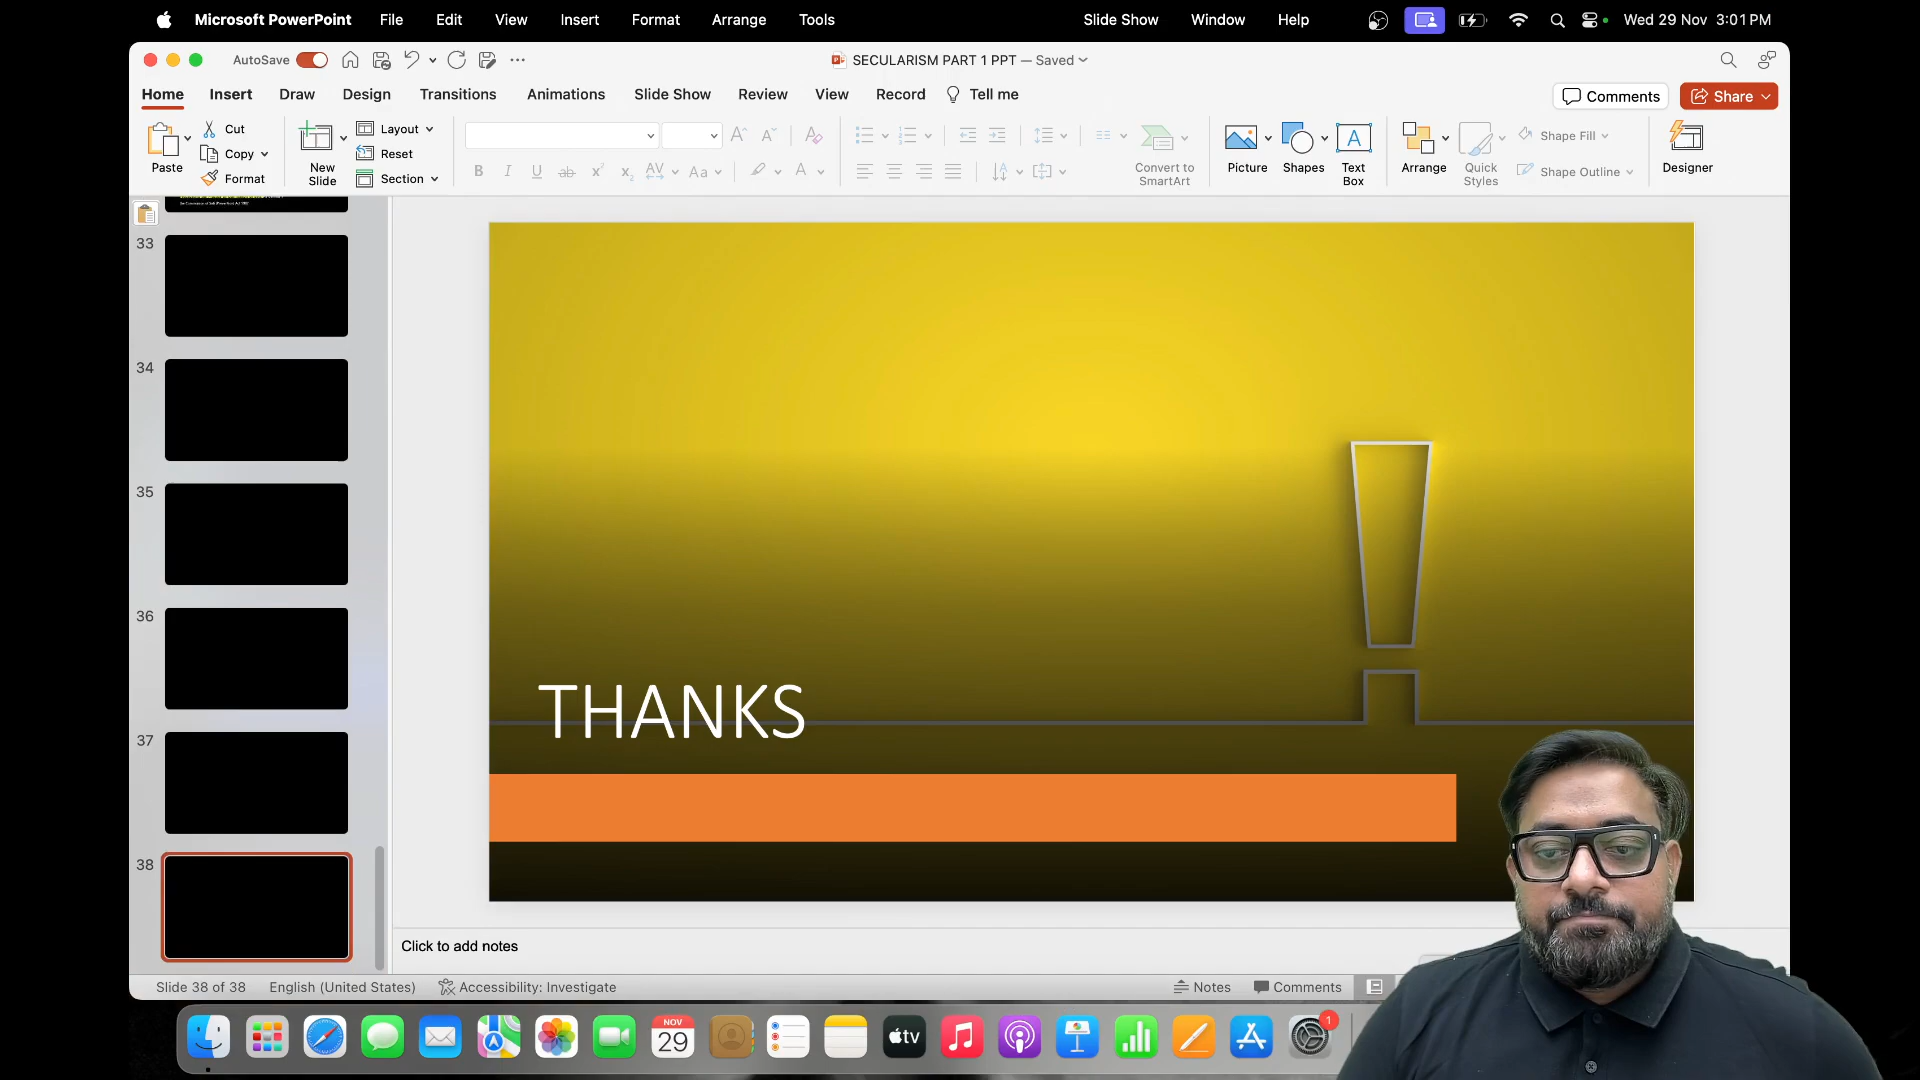 Microsoft PowerPoint File Edit View Insert Format Arrange Tools Slide Show Window Help Wed 29 Nov 3:01 PM
AutoSave SECULARISM PART 1 PPT — Saved
Home Insert Draw Design Transitions Animations Slide Show Review View Record Tell me Comments Share
Paste Cut Copy Format
New Slide Layout Reset Section
Convert to SmartArt
Picture Shapes Text Box
Arrange Quick Styles Shape Fill Shape Outline
Designer
33
34
35
36
37
38
THANKS
Click to add notes
Slide 38 of 38 English (United States) Accessibility: Investigate Notes Comments
NOV
29
tv
1